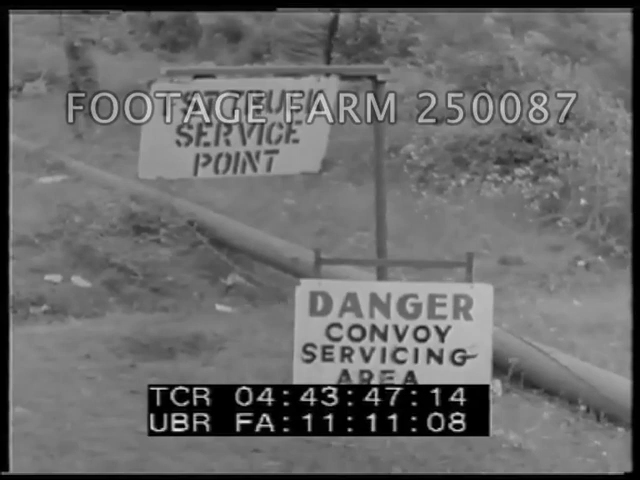 FOOTAGE FARM 250087
SERVICE
POINT
DANGER
CONVOY
SERVICING
AREA
TCR 04:43:47:14
UBR FA:11:11:08